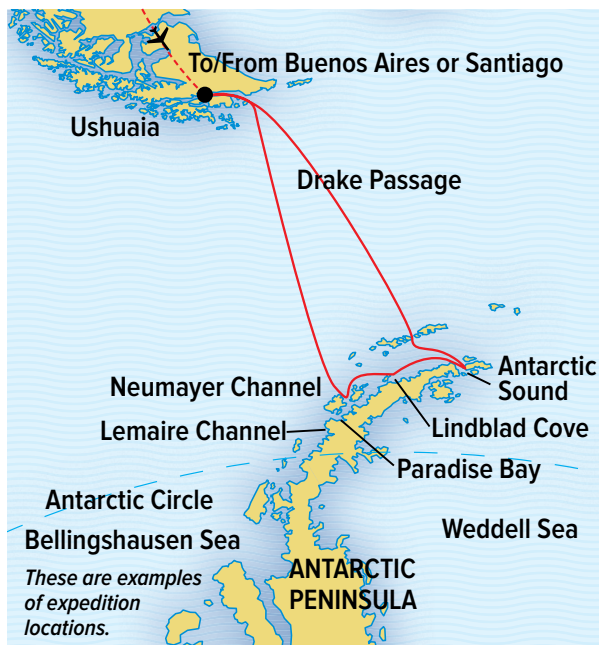 To/From Buenos Aires or Santiago
Ushuaia
Drake Passage
Antarctic
Sound
Neumayer Channel
Lemaire Channel
Lindblad Cove
Paradise Bay
Antarctic Circle
Weddell Sea
Bellingshausen Sea
These are examples
of expedition
locations.
ANTARCTIC
PENINSULA